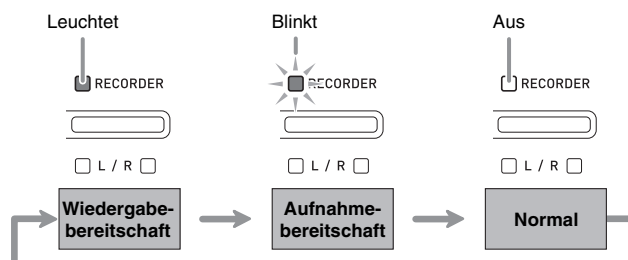 Leuchtet
Blinkt
Aus
RECORDER
RECORDER
RECORDER
L / R
L / R
L / R
Wiedergabe-
bereitschaft
Aufnahme-
bereitschaft
Normal